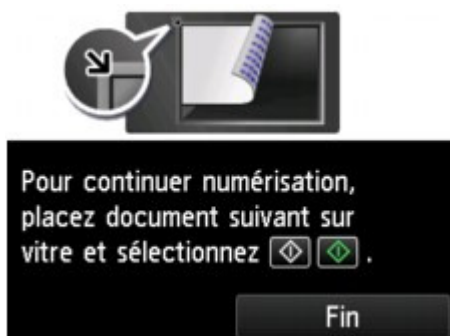 Pour continuer numérisation,
placez document suivant sur
vitre et sélectionnez .
Fin